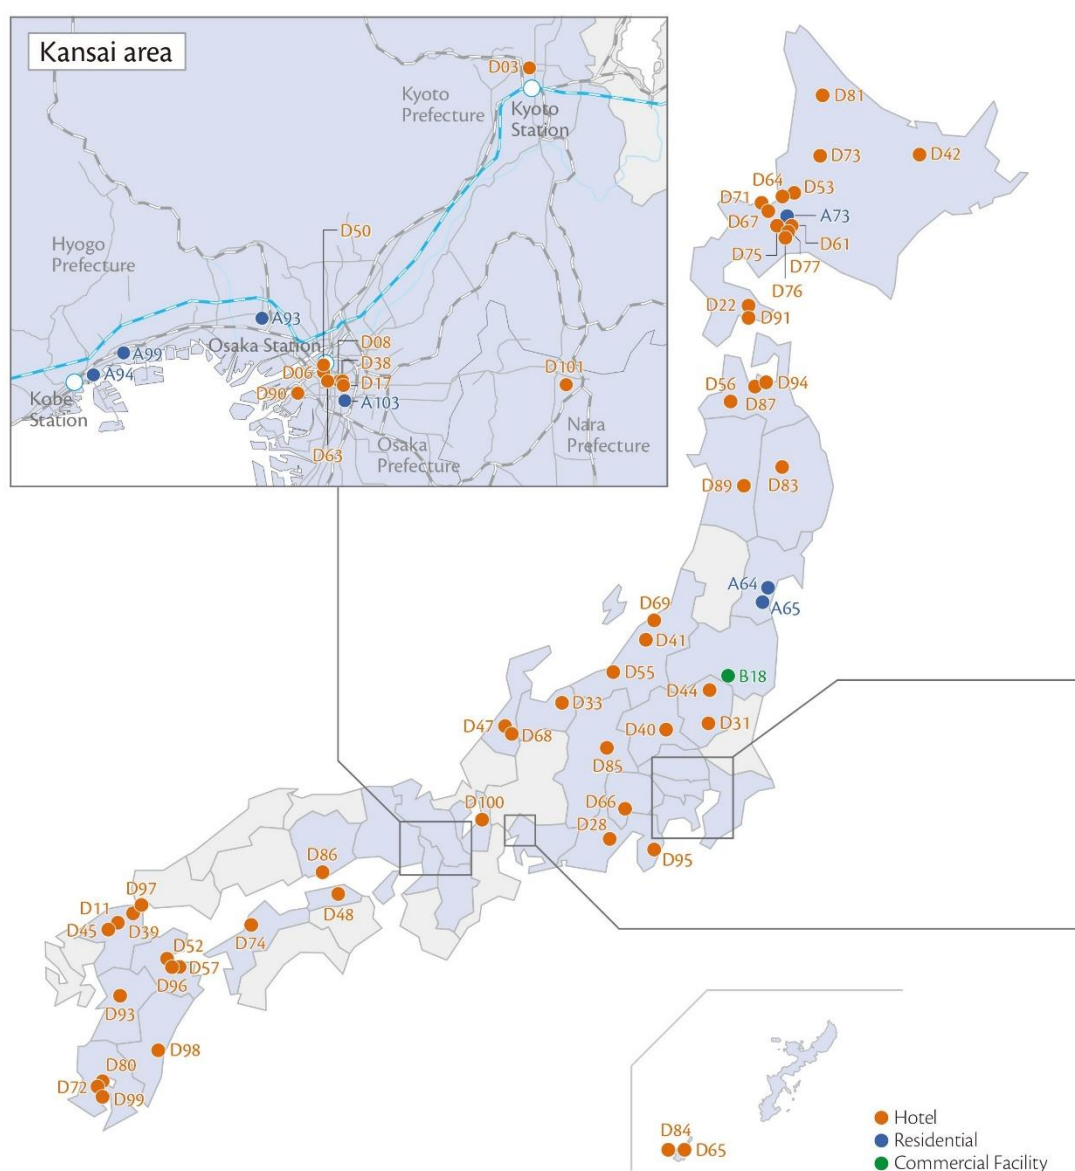 Kansai area
D03
Kyoto
Prefecture
Kyoto
Station
D50
Hyogo
Prefecture
A93
Osaka Station
D08
D38
D17
A99
A94
D06
D90
A103
D101
Kobe
Station
D63
Osaka
Prefecture
Nara
Prefecture
D81
D73
D42
D64
D53
D71
A73
D67
D61
D75
D77
D76
D22
D91
D56
D94
D87
D89
D83
A64
A65
D69
D41
D55
B18
D44
D33
D47
D68
D40
D31
D85
D100
D66
D28
D95
D86
D48
D97
D11
D45
D39
D74
D52
D57
D96
D93
D98
D80
D72
D99
D84
D65
Hotel
Residential
Commercial Facility